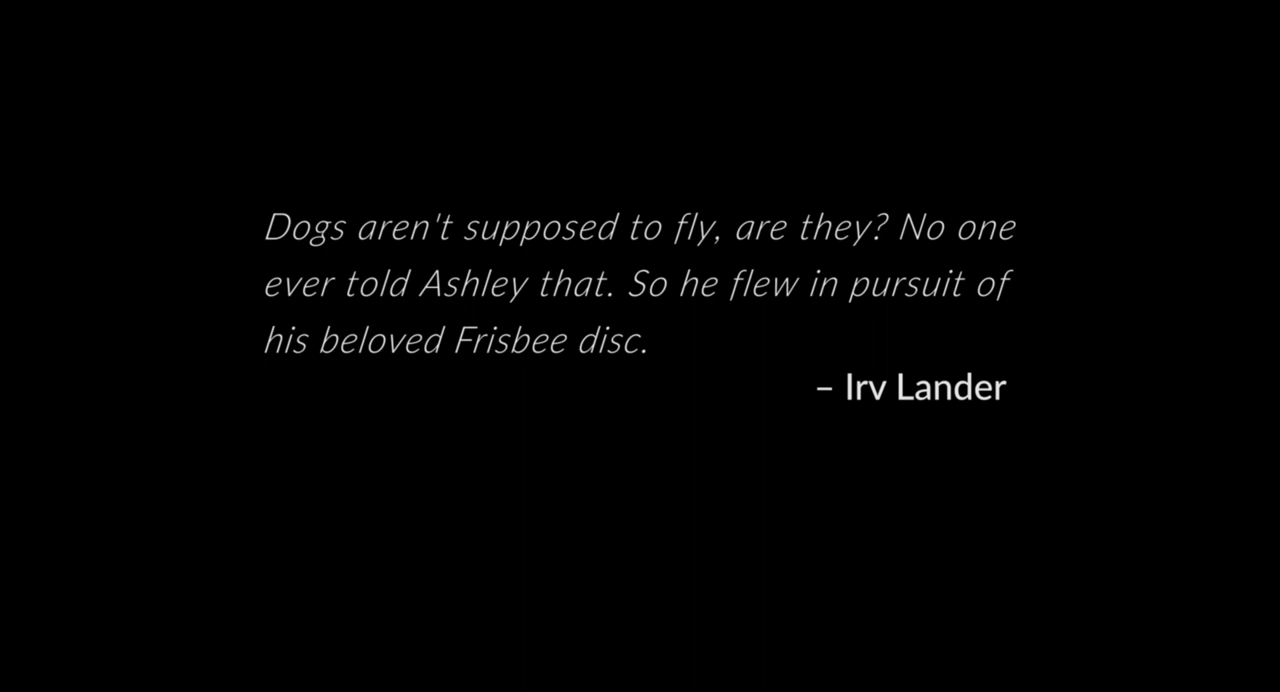 Dogs aren't supposed to fly, are they? No one
ever told Ashley that. So he flew in pursuit of
his beloved Frisbee disc.
– Irv Lander